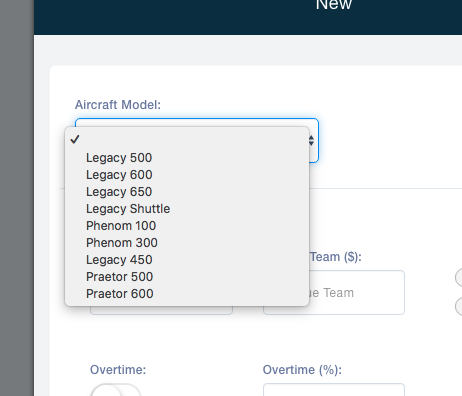 New
Aircraft Model:
✓
Legacy 500
Legacy 600
Legacy 650
Legacy Shuttle
Phenom 100
Phenom 300
Legacy 450
Praetor 500
Praetor 600
Team ($):
Team
Overtime:
Overtime (%):